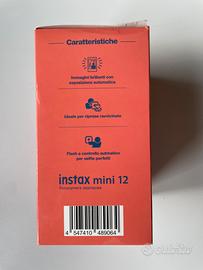 Caratteristiche
Immagini brillanti con
esposizione automatica
Ideale per riprese ravvicinate
Flash a controllo automatico
per selfie perfetti
instax mini 12
Fotocamera istantanea
4 547410 489064
subito